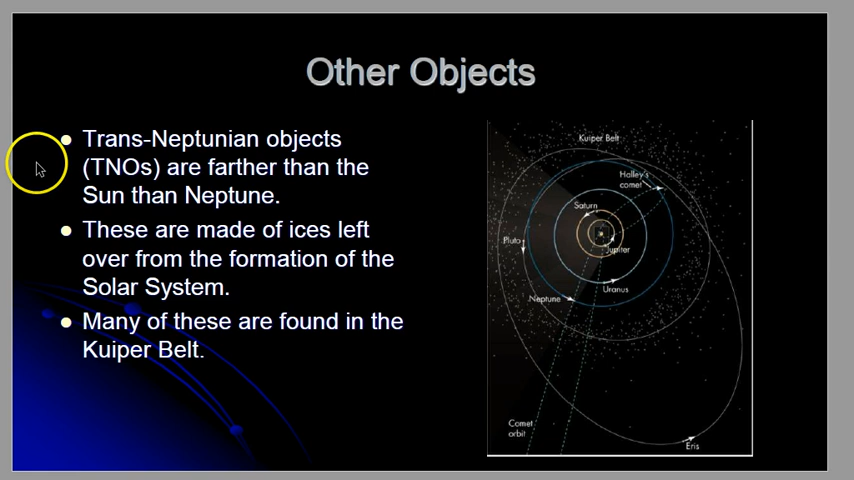 Other Objects
Trans-Neptunian objects
(TNOs) are farther than the
Sun than Neptune.
These are made of ices left
over from the formation of the
Solar System.
Many of these are found in the
Kuiper Belt.
Kuiper Belt
Halley's
comet
Saturn
Pluto
Jupiter
Uranus
Neptune
Comet
orbit
Eris